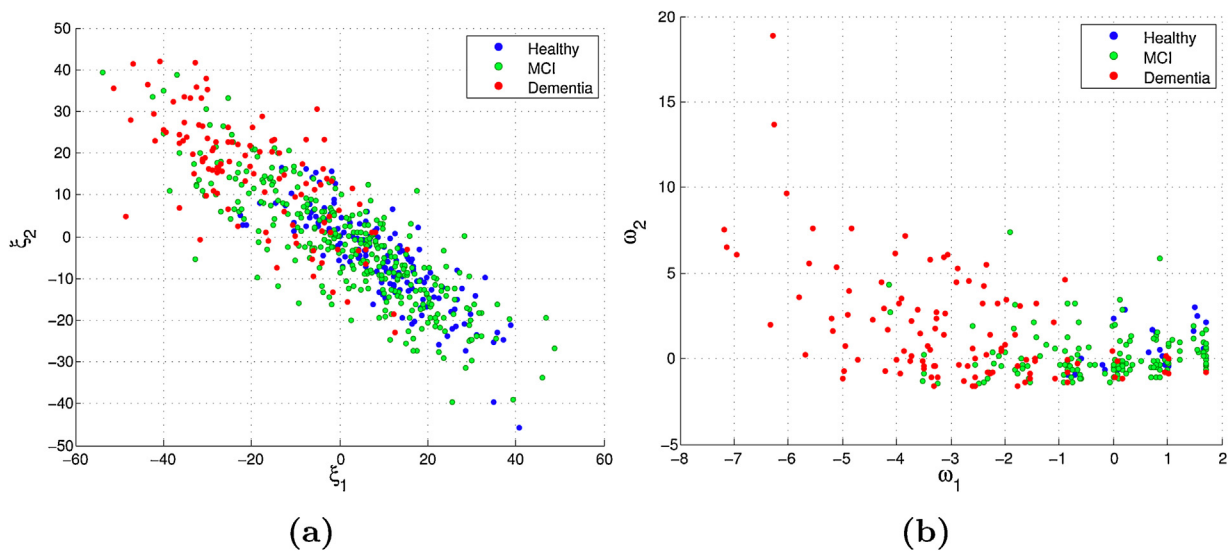 50
40
30
20
10
0
−10
−20
−30
−40
−50
ξ2
−60 −40 −20 0 20 40 60
ξ1
Healthy
MCI
Dementia
(a)
20
15
10
5
0
−5
ω2
−8 −7 −6 −5 −4 −3 −2 −1 0 1 2
ω1
Healthy
MCI
Dementia
(b)